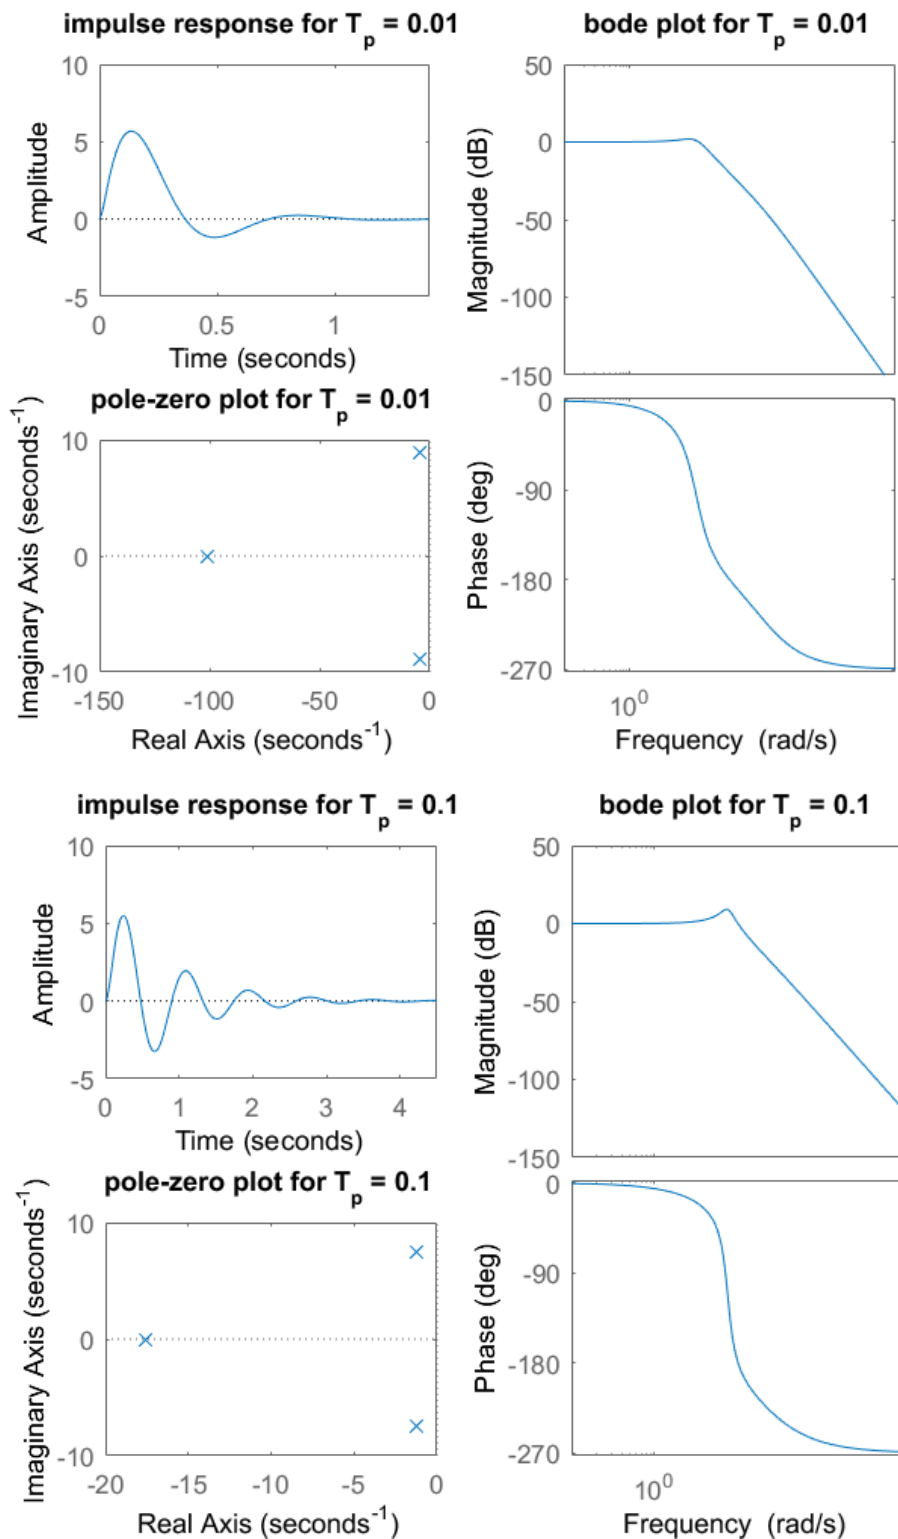 impulse response for Tp = 0.01
10
5
0
-5
Amplitude
0 0.5 1
Time (seconds)
bode plot for Tp = 0.01
50
0
-50
-100
-150
Magnitude (dB)
pole-zero plot for Tp = 0.01
10
0
-10
Imaginary Axis (seconds-1)
-150 -100 -50 0
Real Axis (seconds-1)
0
-90
-180
-270
Phase (deg)
10^0
Frequency (rad/s)
impulse response for Tp = 0.1
10
5
0
-5
Amplitude
0 1 2 3 4
Time (seconds)
bode plot for Tp = 0.1
50
0
-50
-100
-150
Magnitude (dB)
pole-zero plot for Tp = 0.1
10
0
-10
Imaginary Axis (seconds-1)
-20 -15 -10 -5 0
Real Axis (seconds-1)
0
-90
-180
-270
Phase (deg)
10^0
Frequency (rad/s)